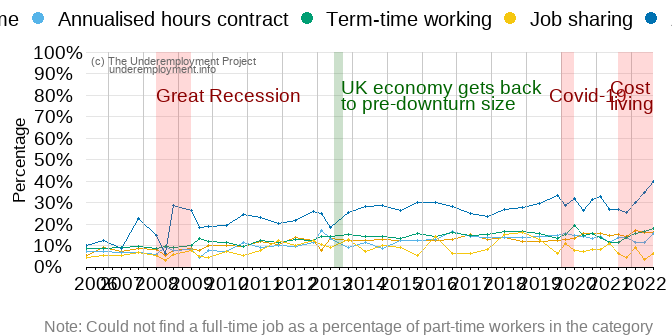 me Annualised hours contract Term-time working Job sharing
100%
(c) The Underemployment Project
underemployment.info
90%
UK economy gets back
to pre-downturn size
Great Recession
Covid-19:
Cost
living
80%
70%
60%
50%
40%
30%
20%
10%
0%
Percentage
2006 2007 2008 2009 2010 2011 2012 2013 2014 2015 2016 2017 2018 2019 2020 2021 2022
Note: Could not find a full-time job as a percentage of part-time workers in the category